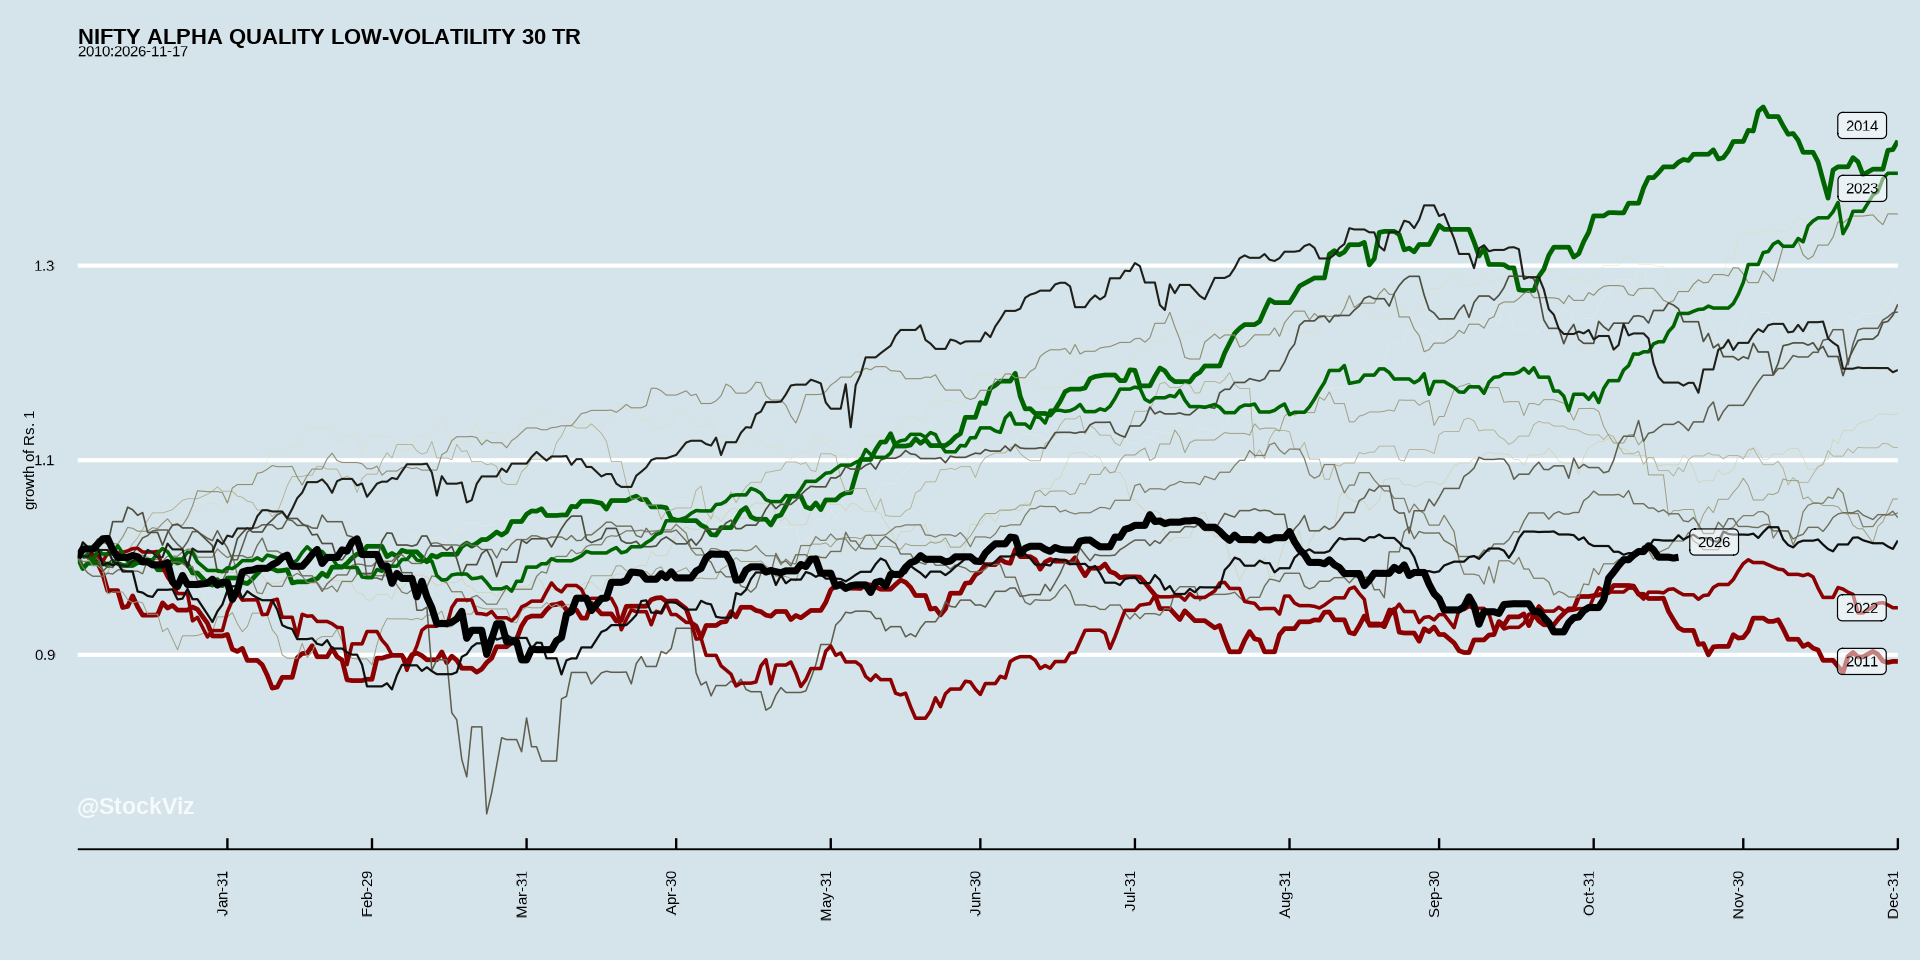 NIFTY ALPHA QUALITY LOW-VOLATILITY 30 TR
2010:2026-11-17
growth of Rs. 1
1.3
1.1
0.9
2014
2023
2026
2022
2011
@StockViz
Jan-31
Feb-29
Mar-31
Apr-30
May-31
Jun-30
Jul-31
Aug-31
Sep-30
Oct-31
Nov-30
Dec-31